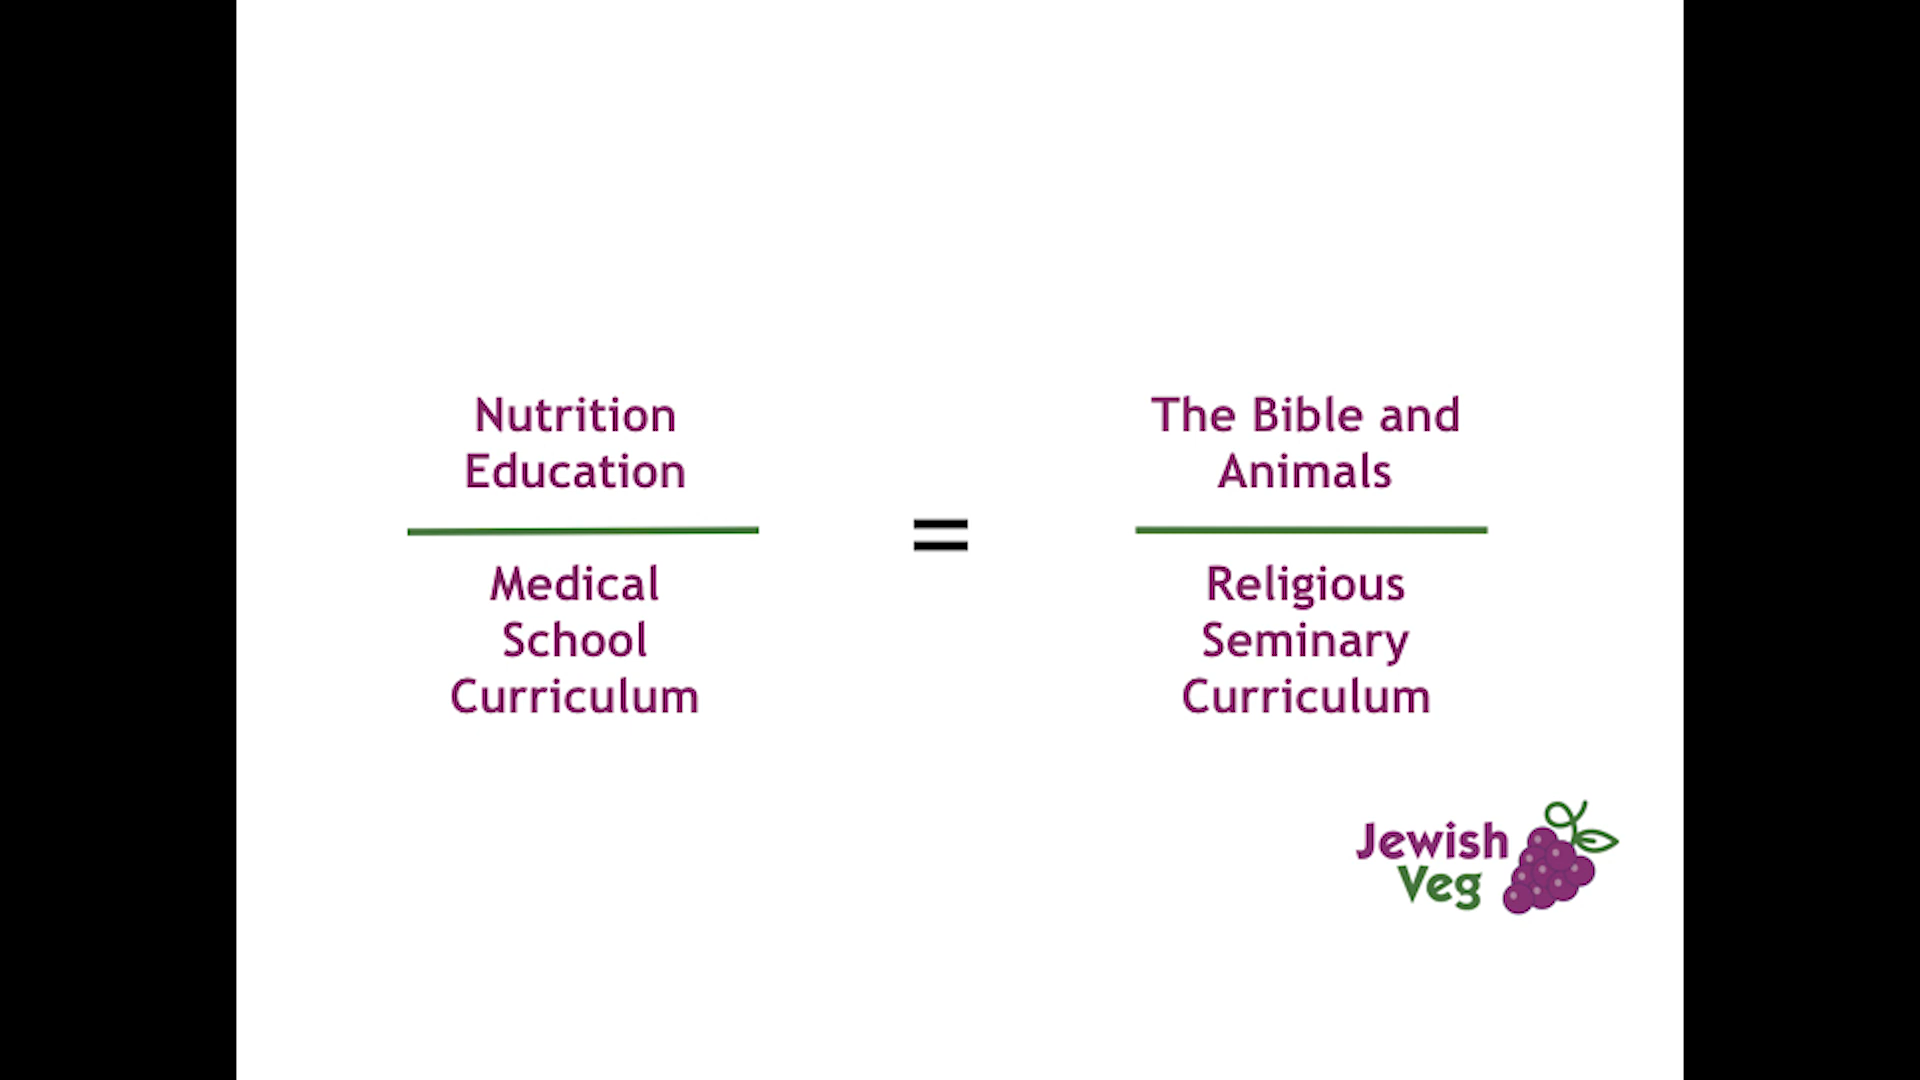 Nutrition
Education
Medical
School
Curriculum
=
The Bible and
Animals
Religious
Seminary
Curriculum
Jewish
Veg